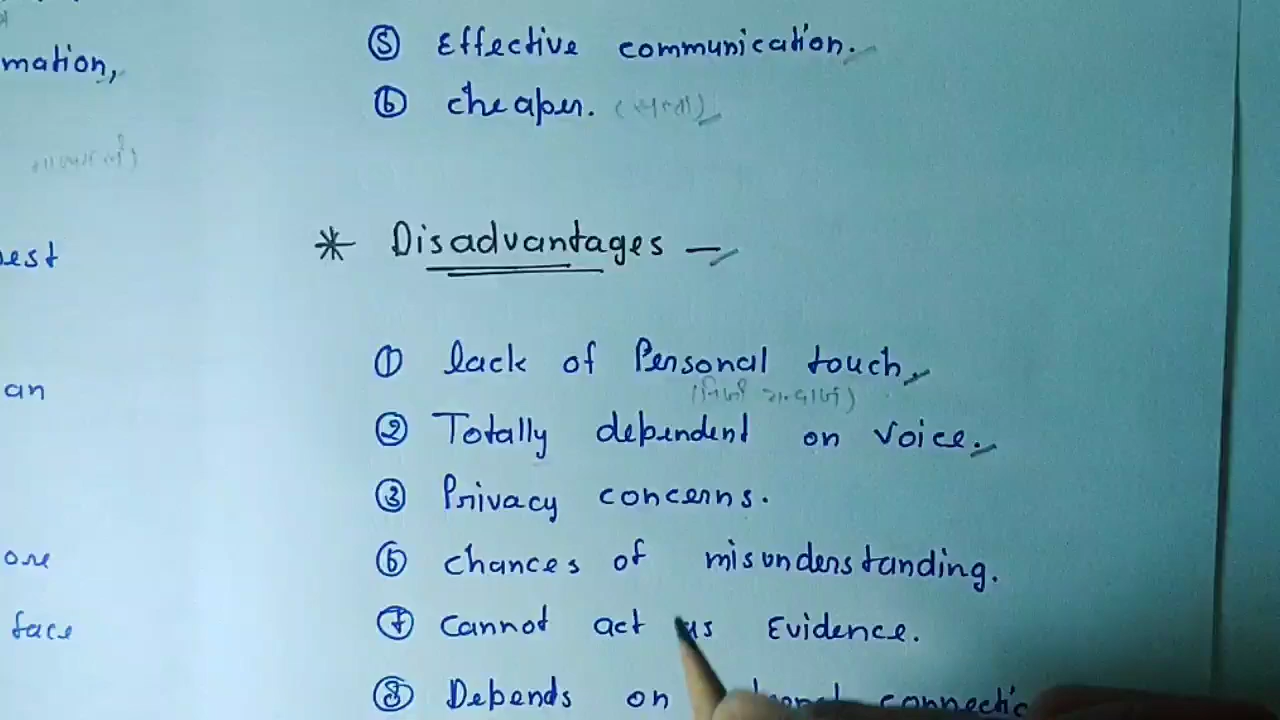 mation,
⑤ Effective communication.
⑥ cheaper.
pest
* Disadvantages —
① lack of Personal touch
an
② Totally dependent on voice.
③ Privacy concerns.
⑥ chances of misunderstanding.
ore
⑦ Cannot act as Evidence.
face
⑧ Depends on